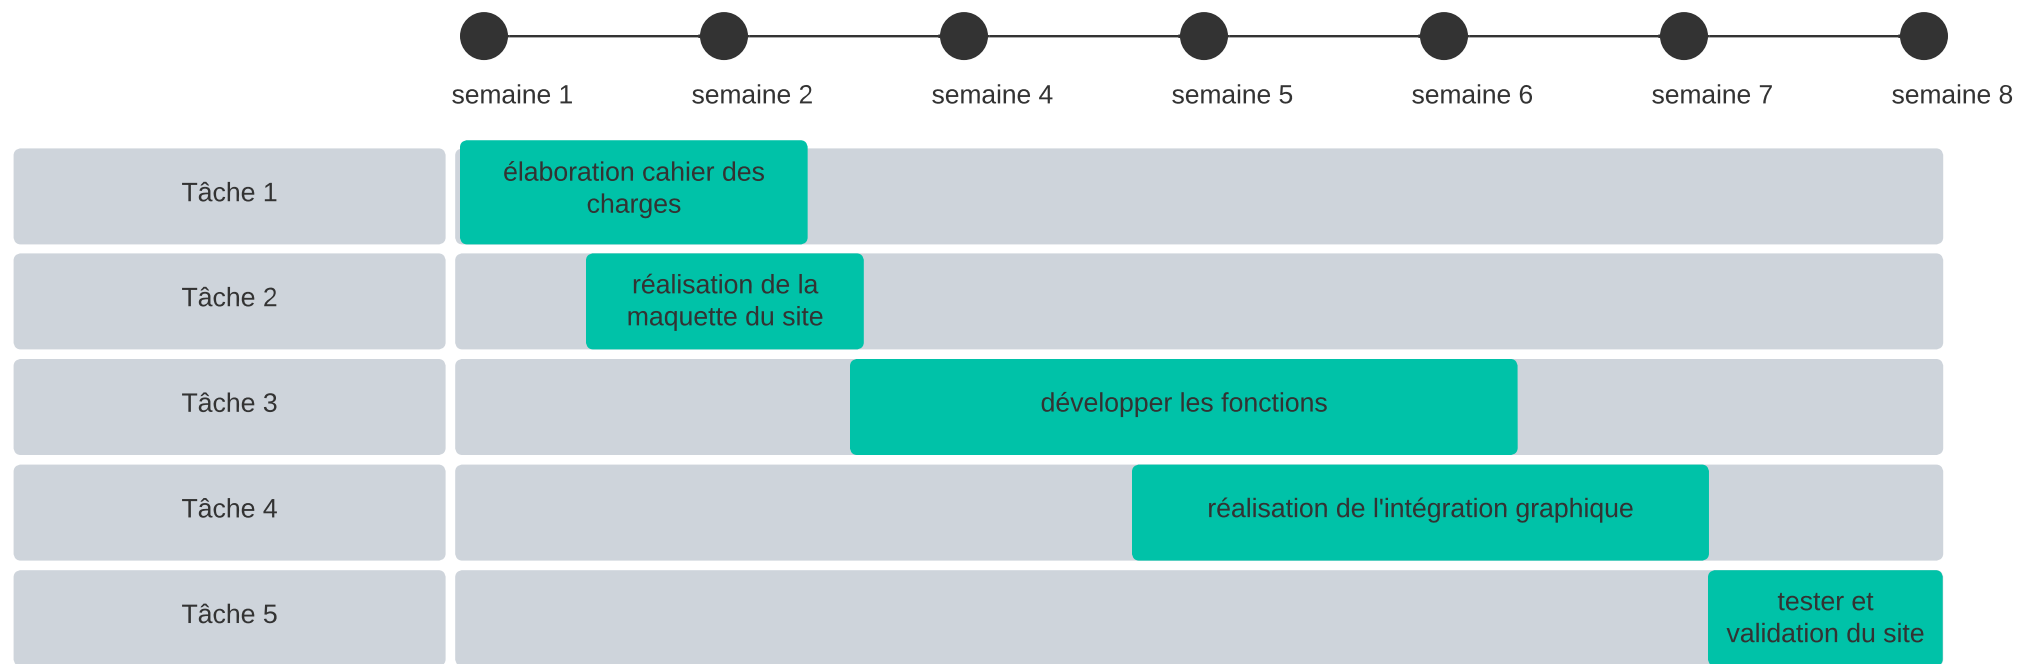 semaine 1
semaine 2
semaine 4
semaine 5
semaine 6
semaine 7
semaine 8
Tâche 1
élaboration cahier des
charges
Tâche 2
réalisation de la
maquette du site
Tâche 3
développer les fonctions
Tâche 4
réalisation de l'intégration graphique
Tâche 5
tester et
validation du site